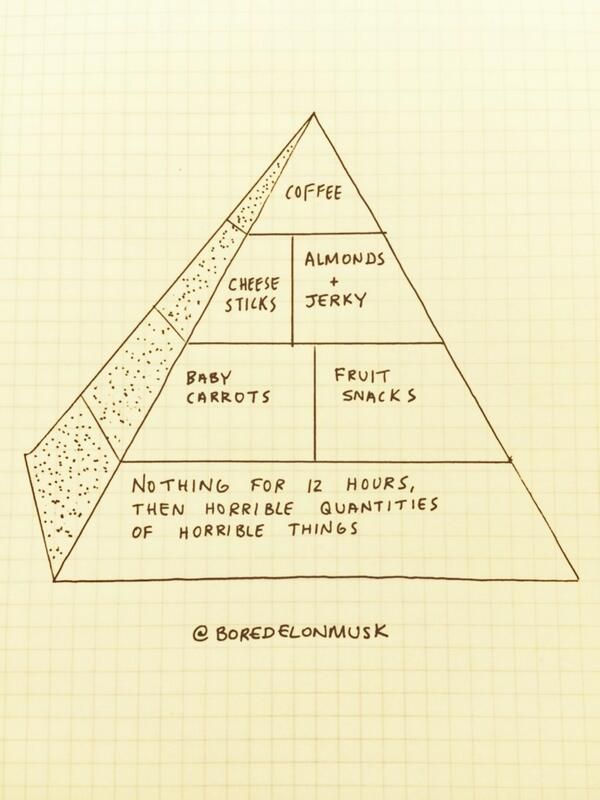 COFFEE
CHEESE
STICKS
ALMONDS
+
JERKY
BABY
CARROTS
FRUIT
SNACKS
NOTHING FOR 12 HOURS,
THEN HORRIBLE QUANTITIES
OF HORRIBLE THINGS
@BOREDELONMUSK